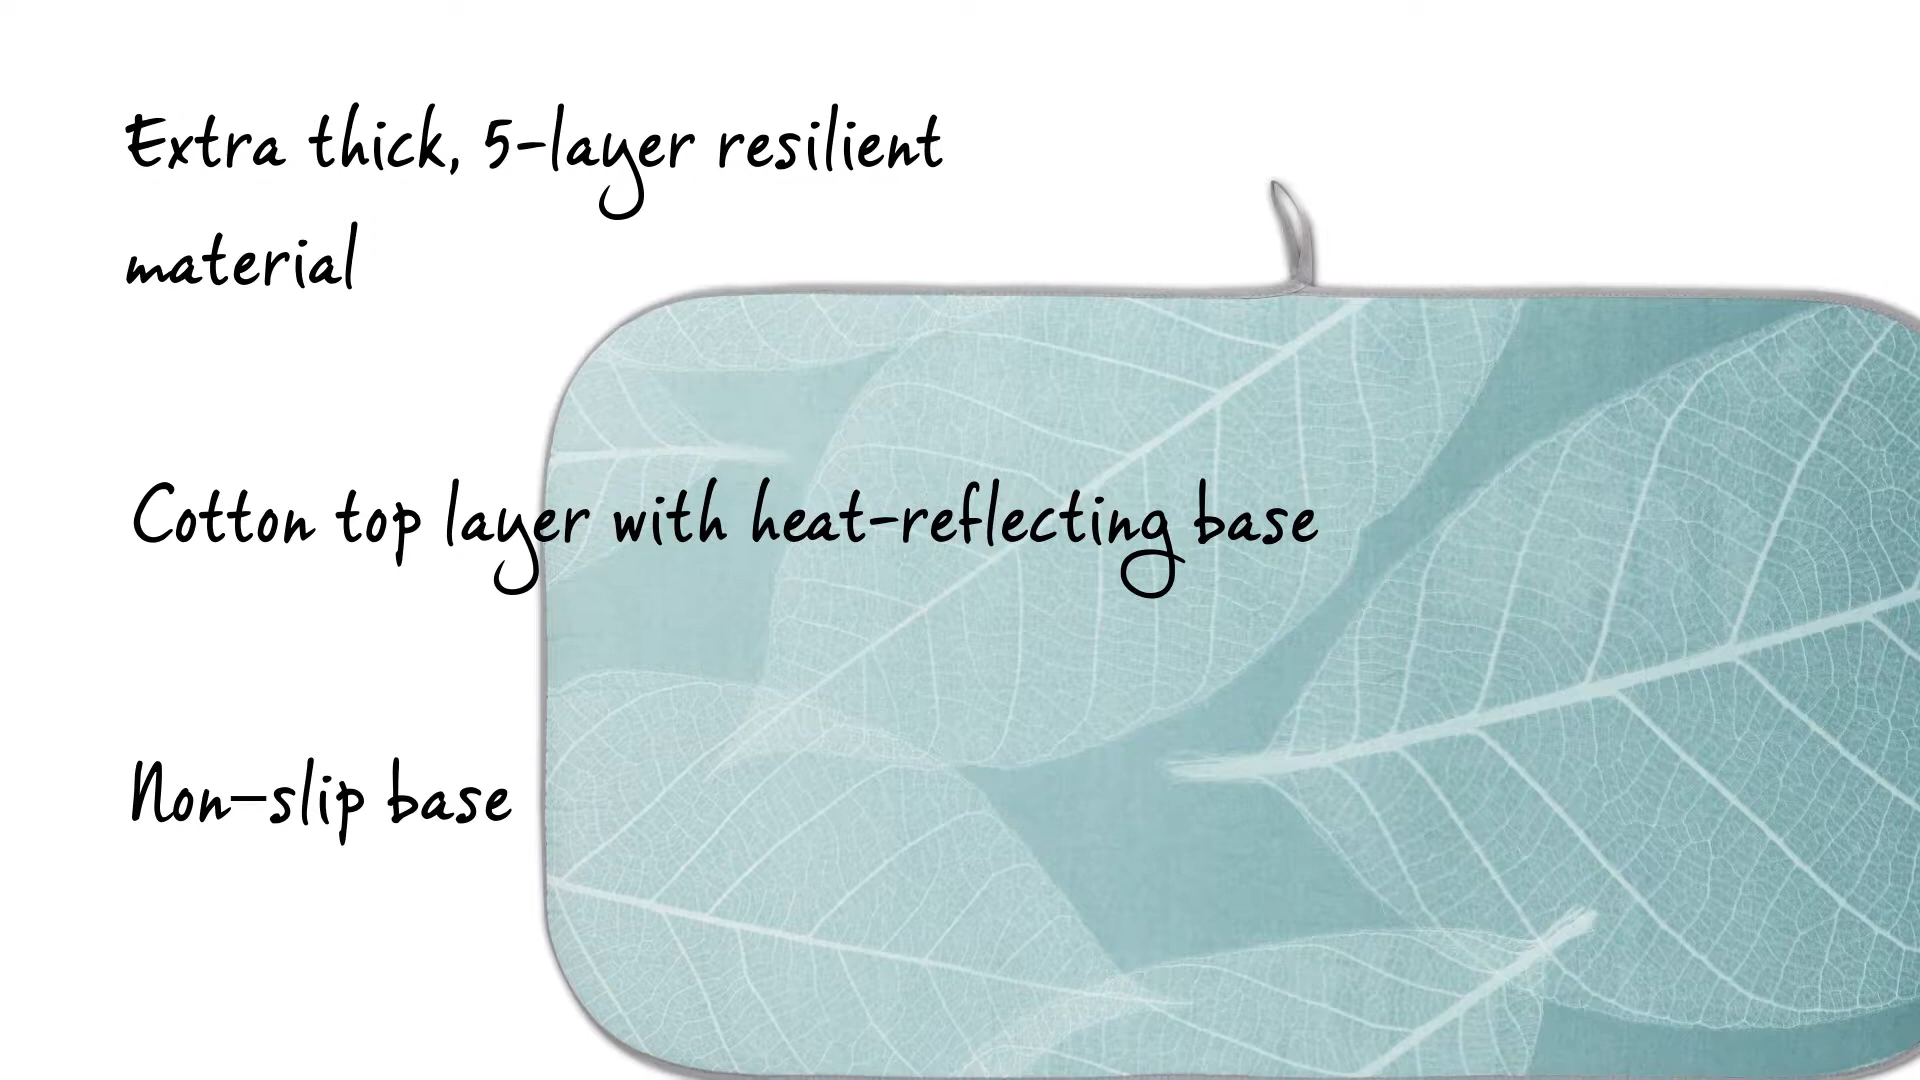 Extra thick, 5-layer resilient
material
Cotton top layer with heat-reflecting base
Non-slip base